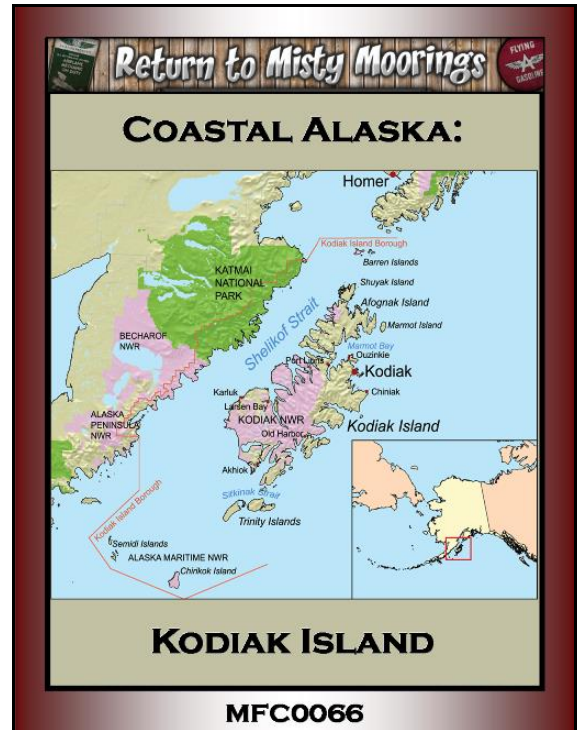 Return to Misty Moorings
FLYING
A
GASOLINE
COASTAL ALASKA:
Homer
Kodiak Island Borough
Barren Islands
Shuyak Island
KATMAI
NATIONAL
PARK
Afognak Island
Shelikof Strait
Marmot Island
BECHAROF
NWR
Marmot Bay
Ouzinkie
Port Lions
Kodiak
Karluk
Chiniak
Larsen Bay
KODIAK NWR
ALASKA
PENINSULA
NWR
Old Harbor
Kodiak Island
Akhiok
Sitkinak Strait
Kodiak Island Borough
Trinity Islands
Semidi Islands
ALASKA MARITIME NWR
Chirikof Island
KODIAK ISLAND
MFC0066